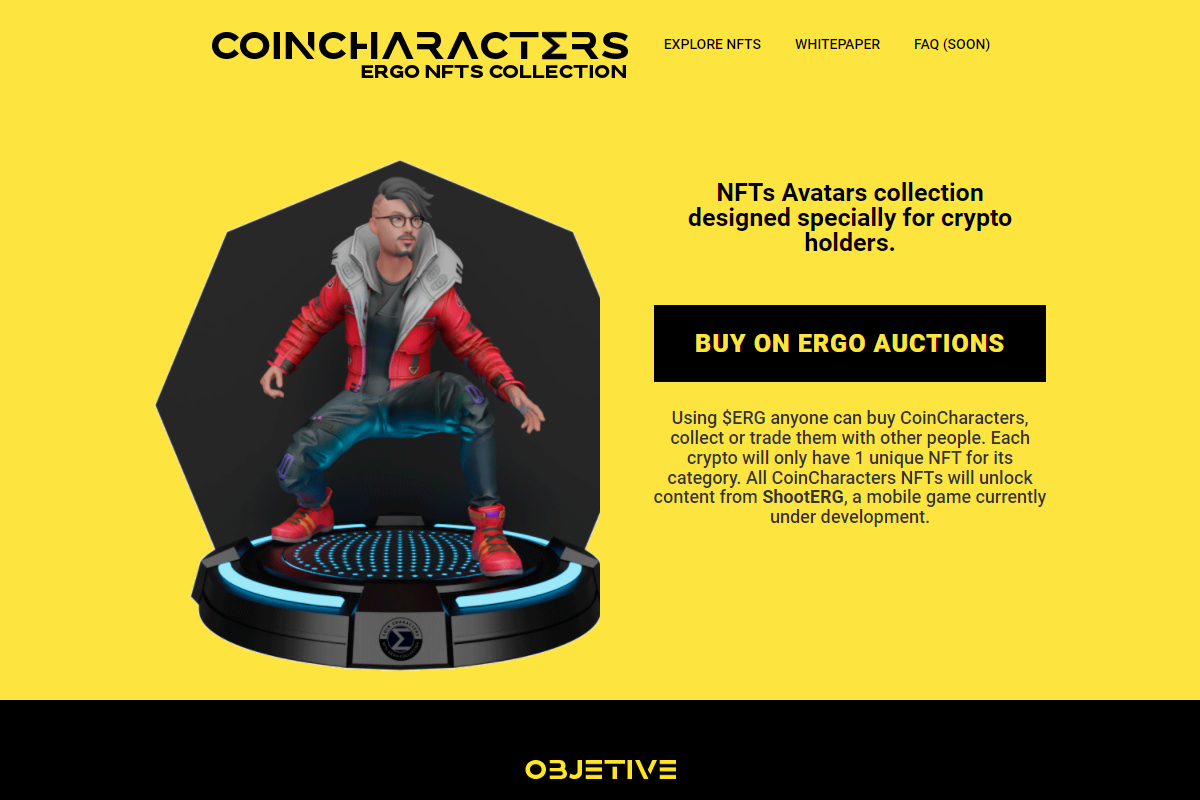 COINCHARACTERS
ERGO NFTS COLLECTION
EXPLORE NFTS
WHITEPAPER
FAQ (SOON)
NFTs Avatars collection
designed specially for crypto
holders.
BUY ON ERGO AUCTIONS
Using $ERG anyone can buy CoinCharacters,
collect or trade them with other people. Each
crypto will only have 1 unique NFT for its
category. All CoinCharacters NFTs will unlock
content from ShootERG, a mobile game currently
under development.
COIN CHARACTERS
OBJETIVE